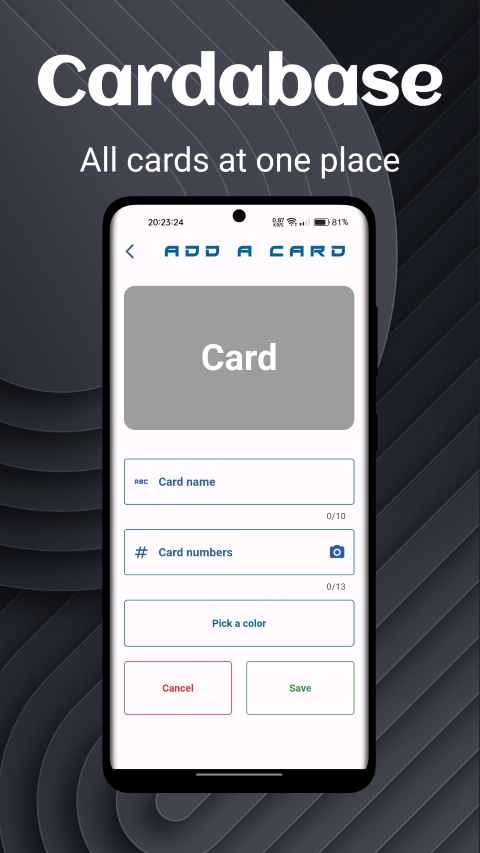 Cardabase
All cards at one place
20:23:24 0.87 KB/S 81%
ADD A CARD
Card
ABC Card name
0/10
# Card numbers
0/13
Pick a color
Cancel Save